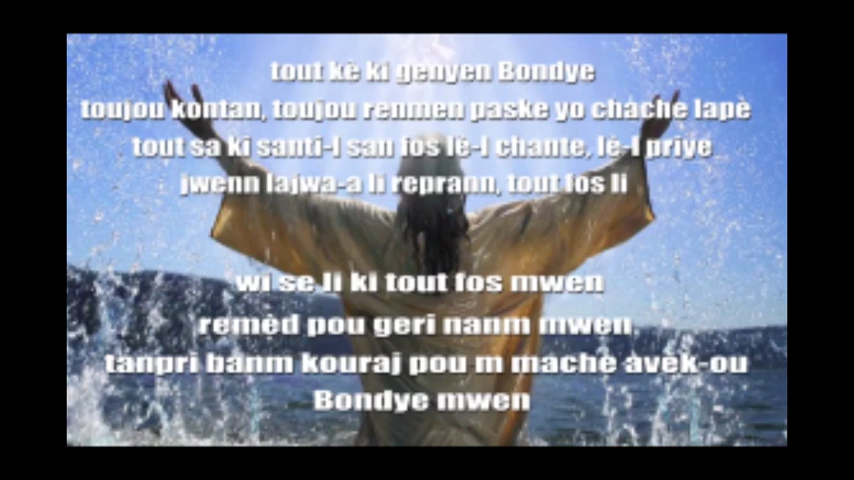 tout kè ki genyen Bondye
toujou kontan, toujou renmen paske yo chache lapè
tout sa ki santi-l san fos lè-l chante, lè-l priye
jwenn lajwa-a li reprann, tout fos li
wi se li ki tout fos mwen
remèd pou geri nanm mwen
tanpri banm kouraj pou m mache avek-ou
Bondye mwen